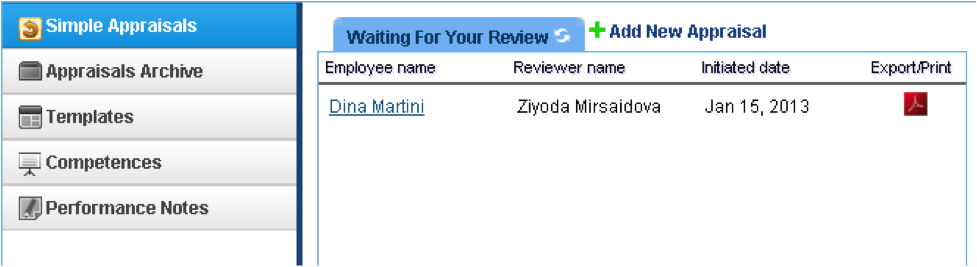 Simple Appraisals
Appraisals Archive
Templates
Competences
Performance Notes
Waiting For Your Review
Add New Appraisal
Employee name Reviewer name Initiated date Export/Print
Dina Martini Ziyoda Mirsaidova Jan 15, 2013